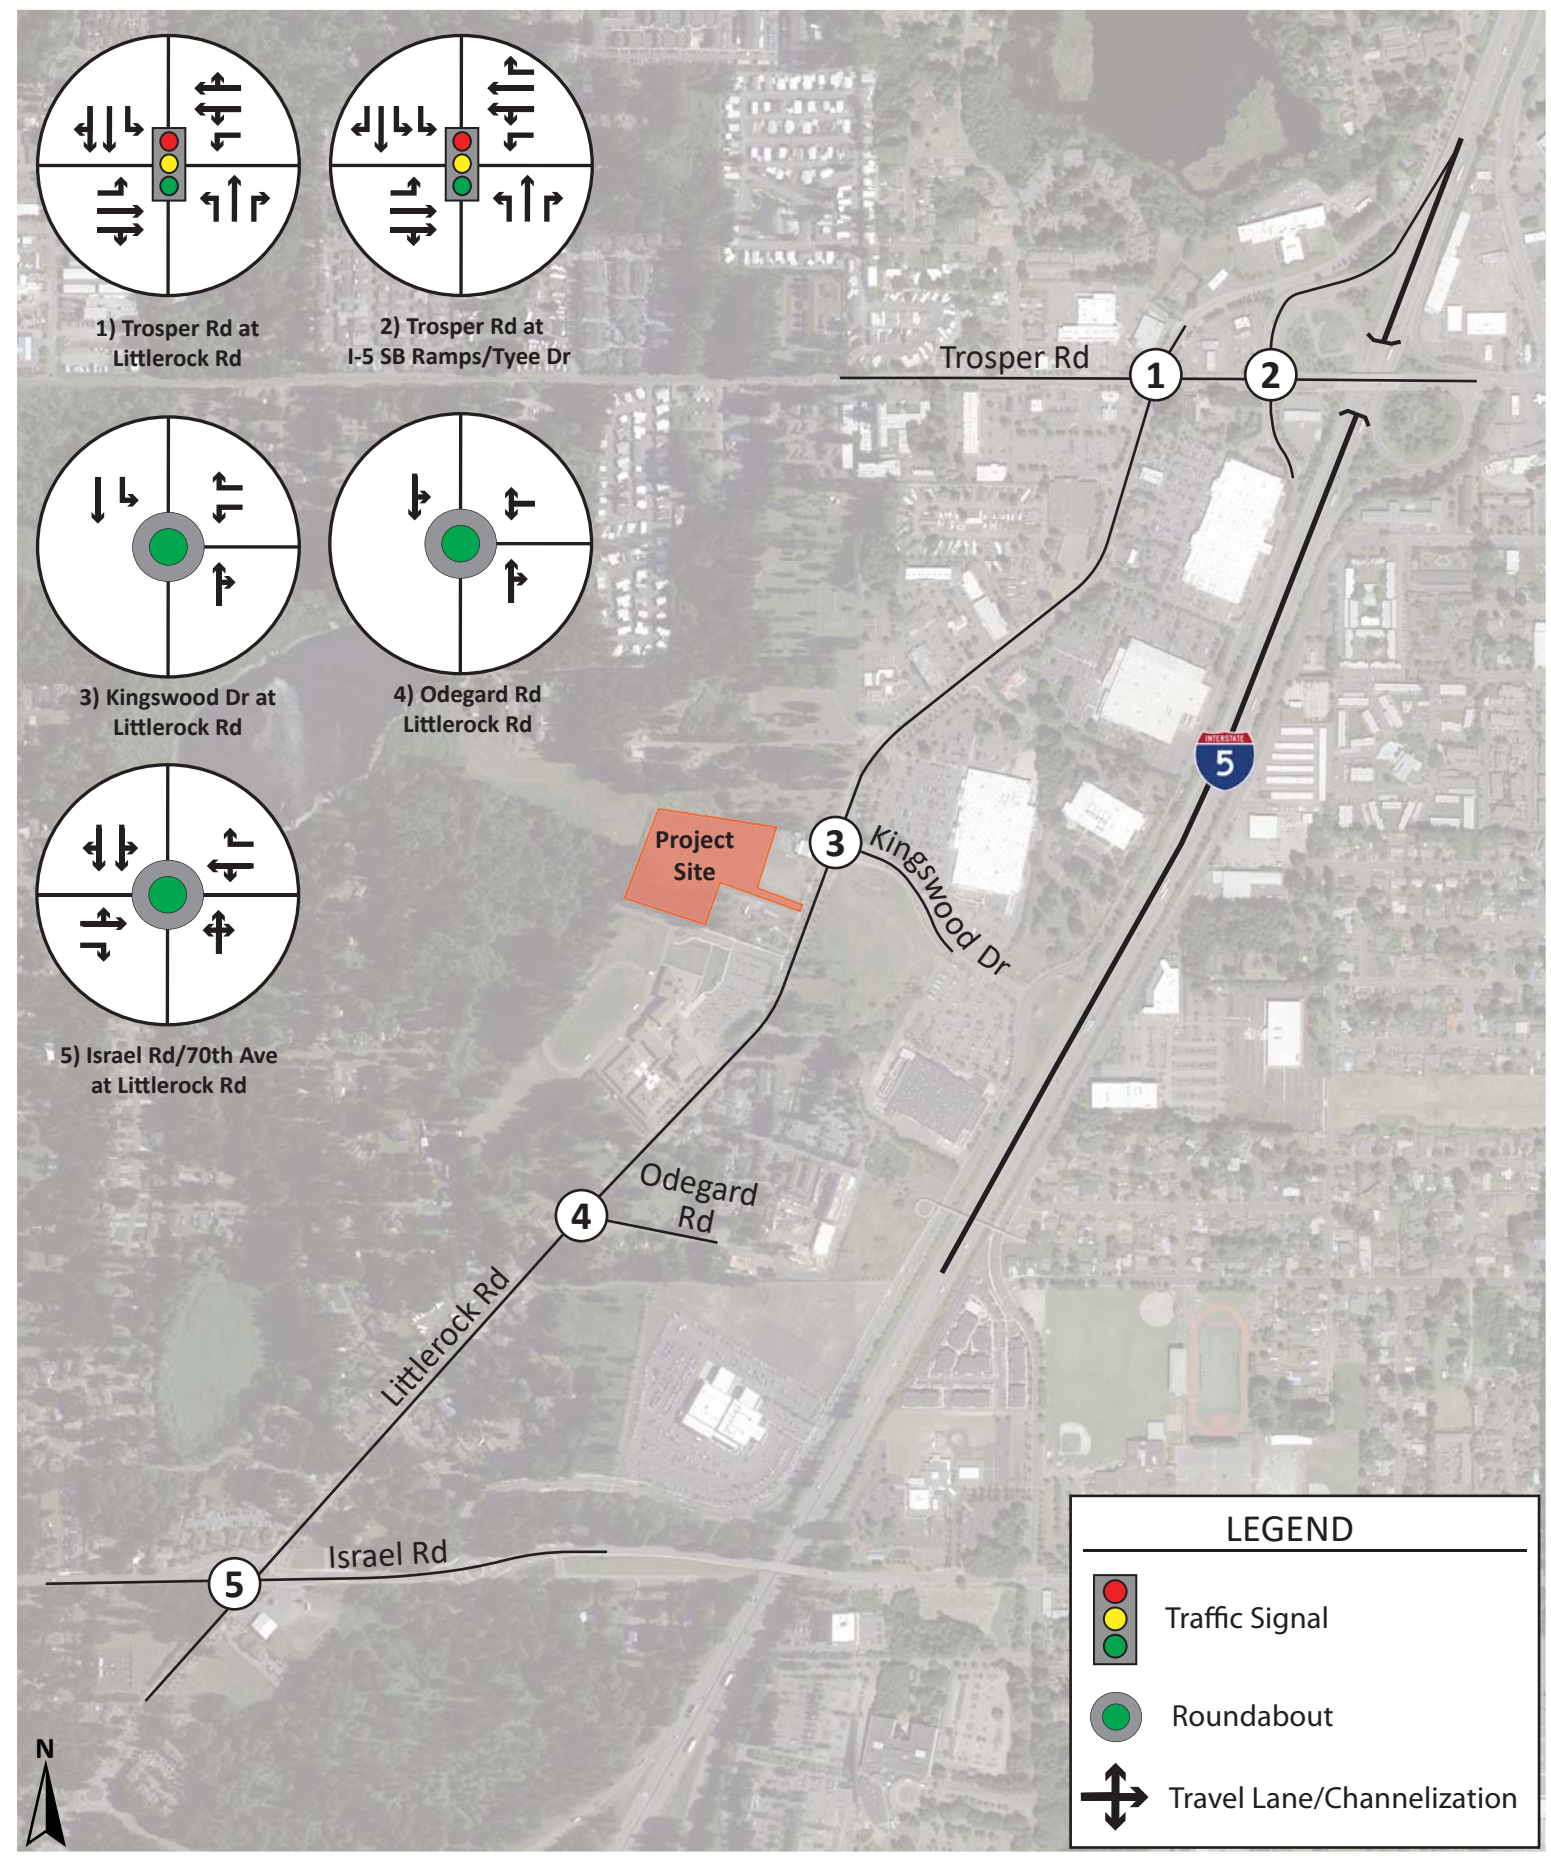 1) Trosper Rd at
Littlerock Rd
2) Trosper Rd at
I-5 SB Ramps/Tyee Dr
3) Kingswood Dr at
Littlerock Rd
4) Odegard Rd
Littlerock Rd
5) Israel Rd/70th Ave
at Littlerock Rd
Trosper Rd
1
2
INTERSTATE
5
Project
Site
3
Kingswood Dr
Odegard
Rd
4
Littlerock Rd
Israel Rd
5
N
LEGEND
Traffic Signal
Roundabout
Travel Lane/Channelization